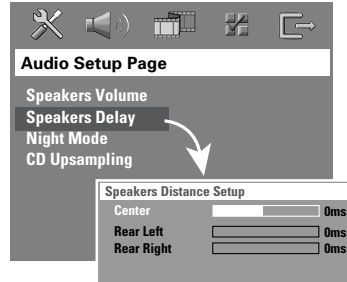 Audio Setup Page
Speakers Volume
Speakers Delay
Night Mode
CD Upsampling
Speakers Distance Setup
Center 0ms
Rear Left 0ms
Rear Right 0ms